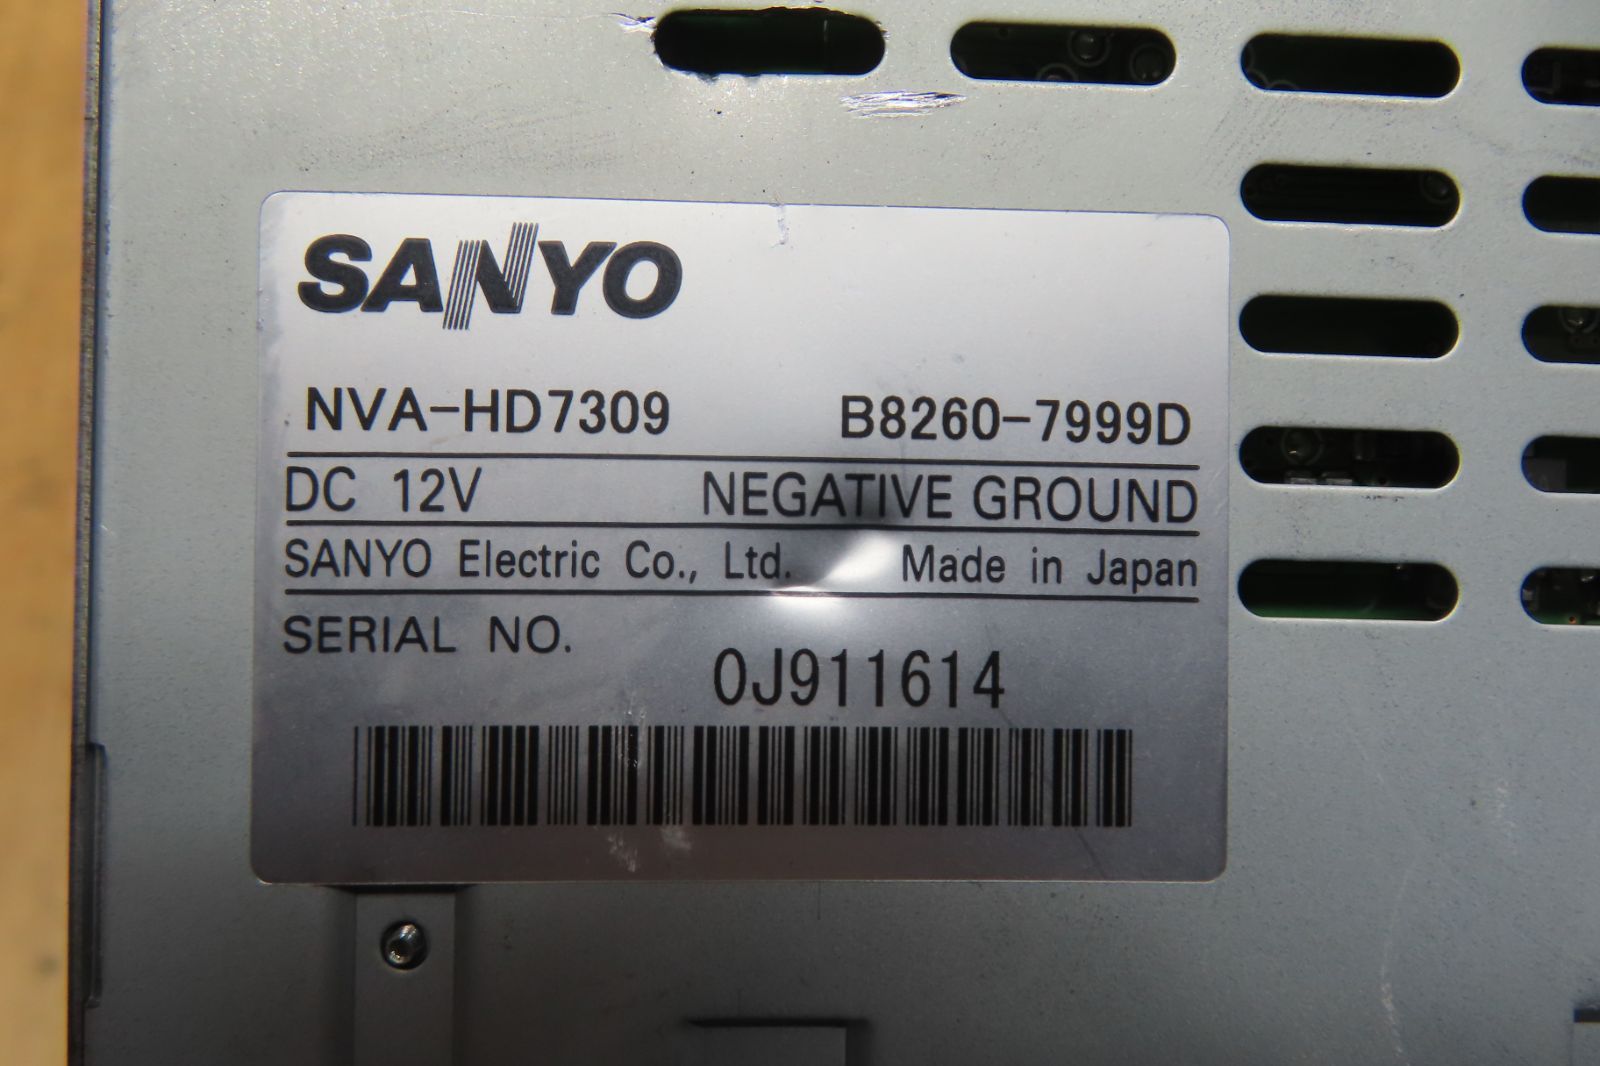 SANYO
NVA-HD7309 B8260-7999D
DC 12V NEGATIVE GROUND
SANYO Electric Co., Ltd. Made in Japan
SERIAL NO.
0J911614